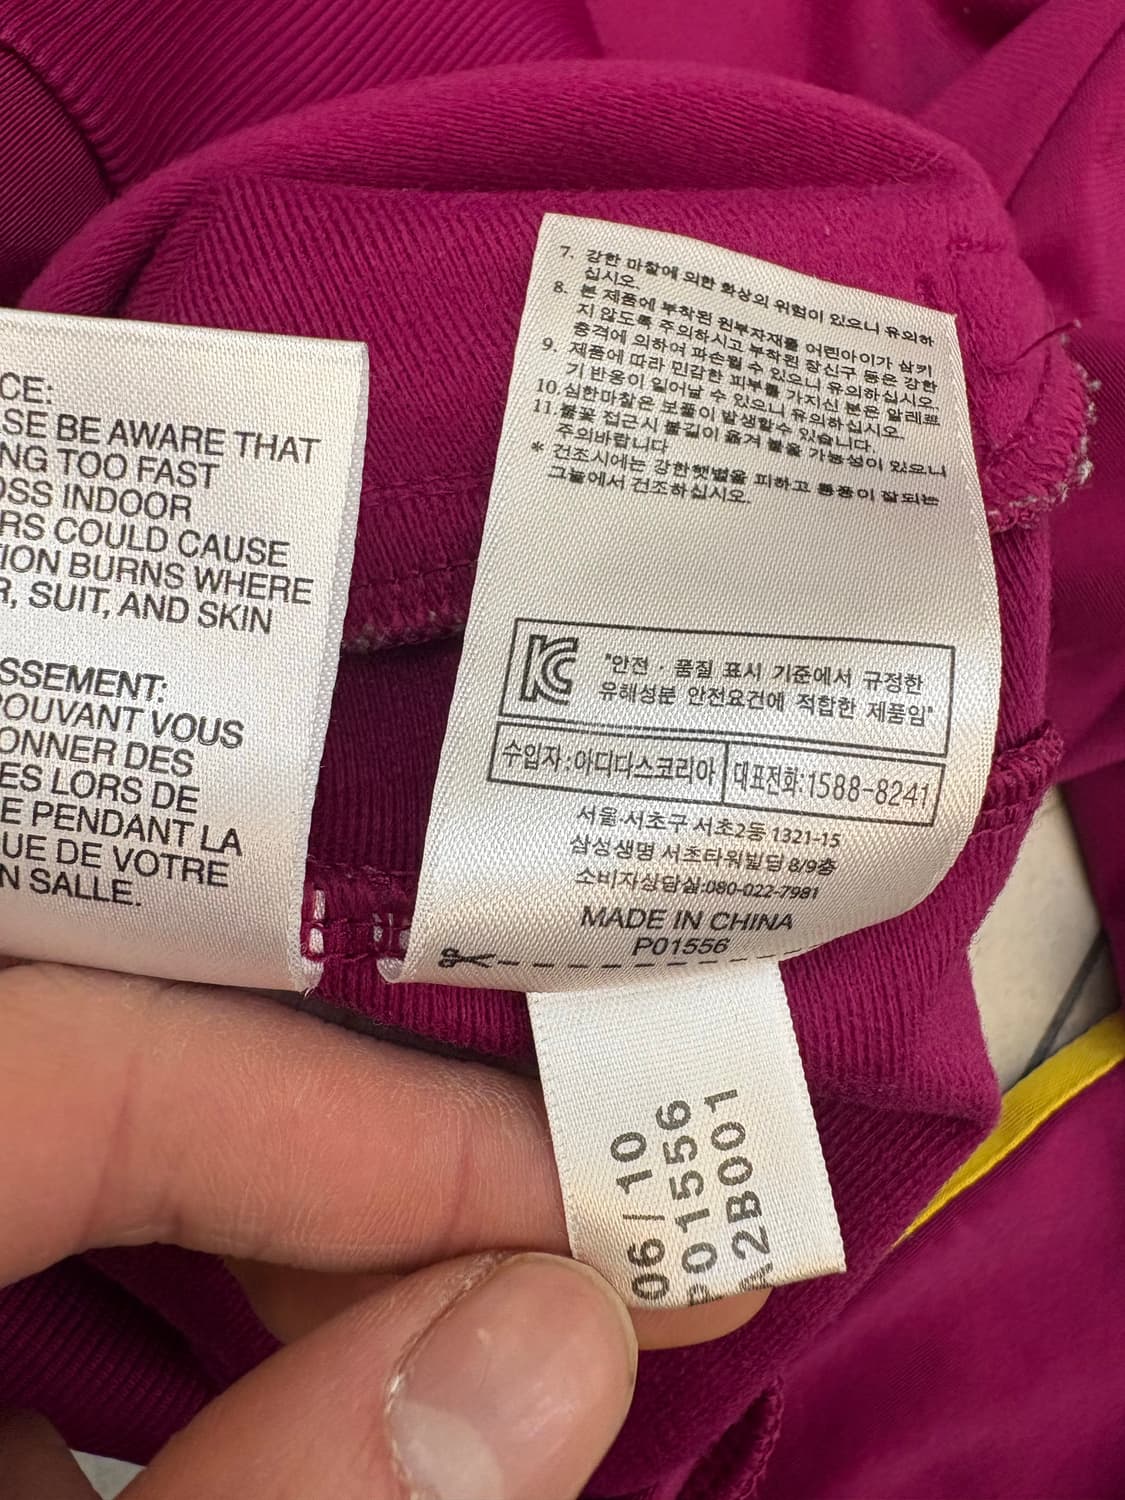 CE:
SE BE AWARE THAT
NG TOO FAST
OSS INDOOR
RS COULD CAUSE
ION BURNS WHERE
R, SUIT, AND SKIN
SSEMENT:
OUVANT VOUS
ONNER DES
ES LORS DE
E PENDANT LA
UE DE VOTRE
N SALLE.
7. 강한 마찰에 의한 화상의 위험이 있으니 유의하
십시오.
8. 본 제품에 부착된 원부자재를 어린아이가 삼키
지 않도록 주의하시고 부착된 장신구 등은 강한
충격에 의하여 파손될 수 있으니 유의하십시오.
9. 제품에 따라 민감한 피부를 가지신 분은 알레르
기 반응이 일어날 수 있으니 유의하십시오.
10. 심한마찰은 보풀이 발생할수 있습니다.
11. 불꽃 접근시 불길이 옮겨 붙을 가능성이 있으니
주의바랍니다
* 건조시에는 강한햇볕을 피하고 통풍이 잘되는
그늘에서 건조하십시오.
KC
"안전 · 품질 표시 기준에서 규정한
유해성분 안전요건에 적합한 제품임"
수입자:아디다스코리아 대표전화:1588-8241
서울 서초구 서초2동 1321-15
삼성생명 서초타워빌딩 8/9층
소비자상담실:080-022-7981
MADE IN CHINA
P01556
06/10
P01556
A2B001